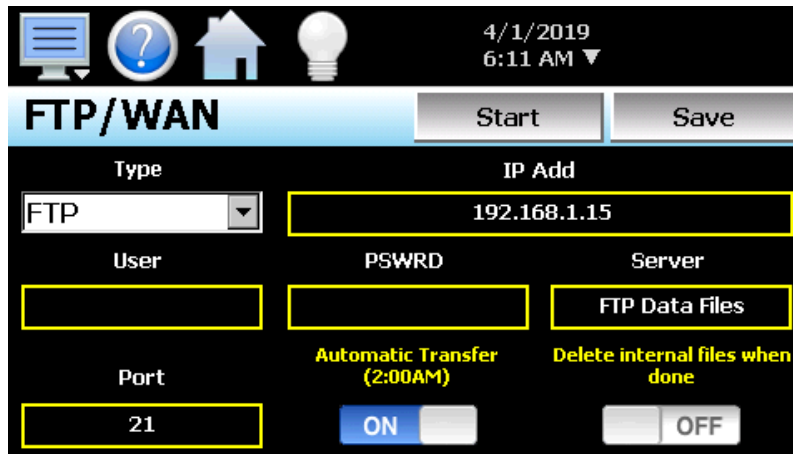 ?
4/1/2019
6:11 AM ▼
FTP/WAN
Start
Save
Type
IP Add
FTP
192.168.1.15
User
PSWRD
Server
FTP Data Files
Port
Automatic Transfer
(2:00AM)
Delete internal files when
done
21
ON
OFF